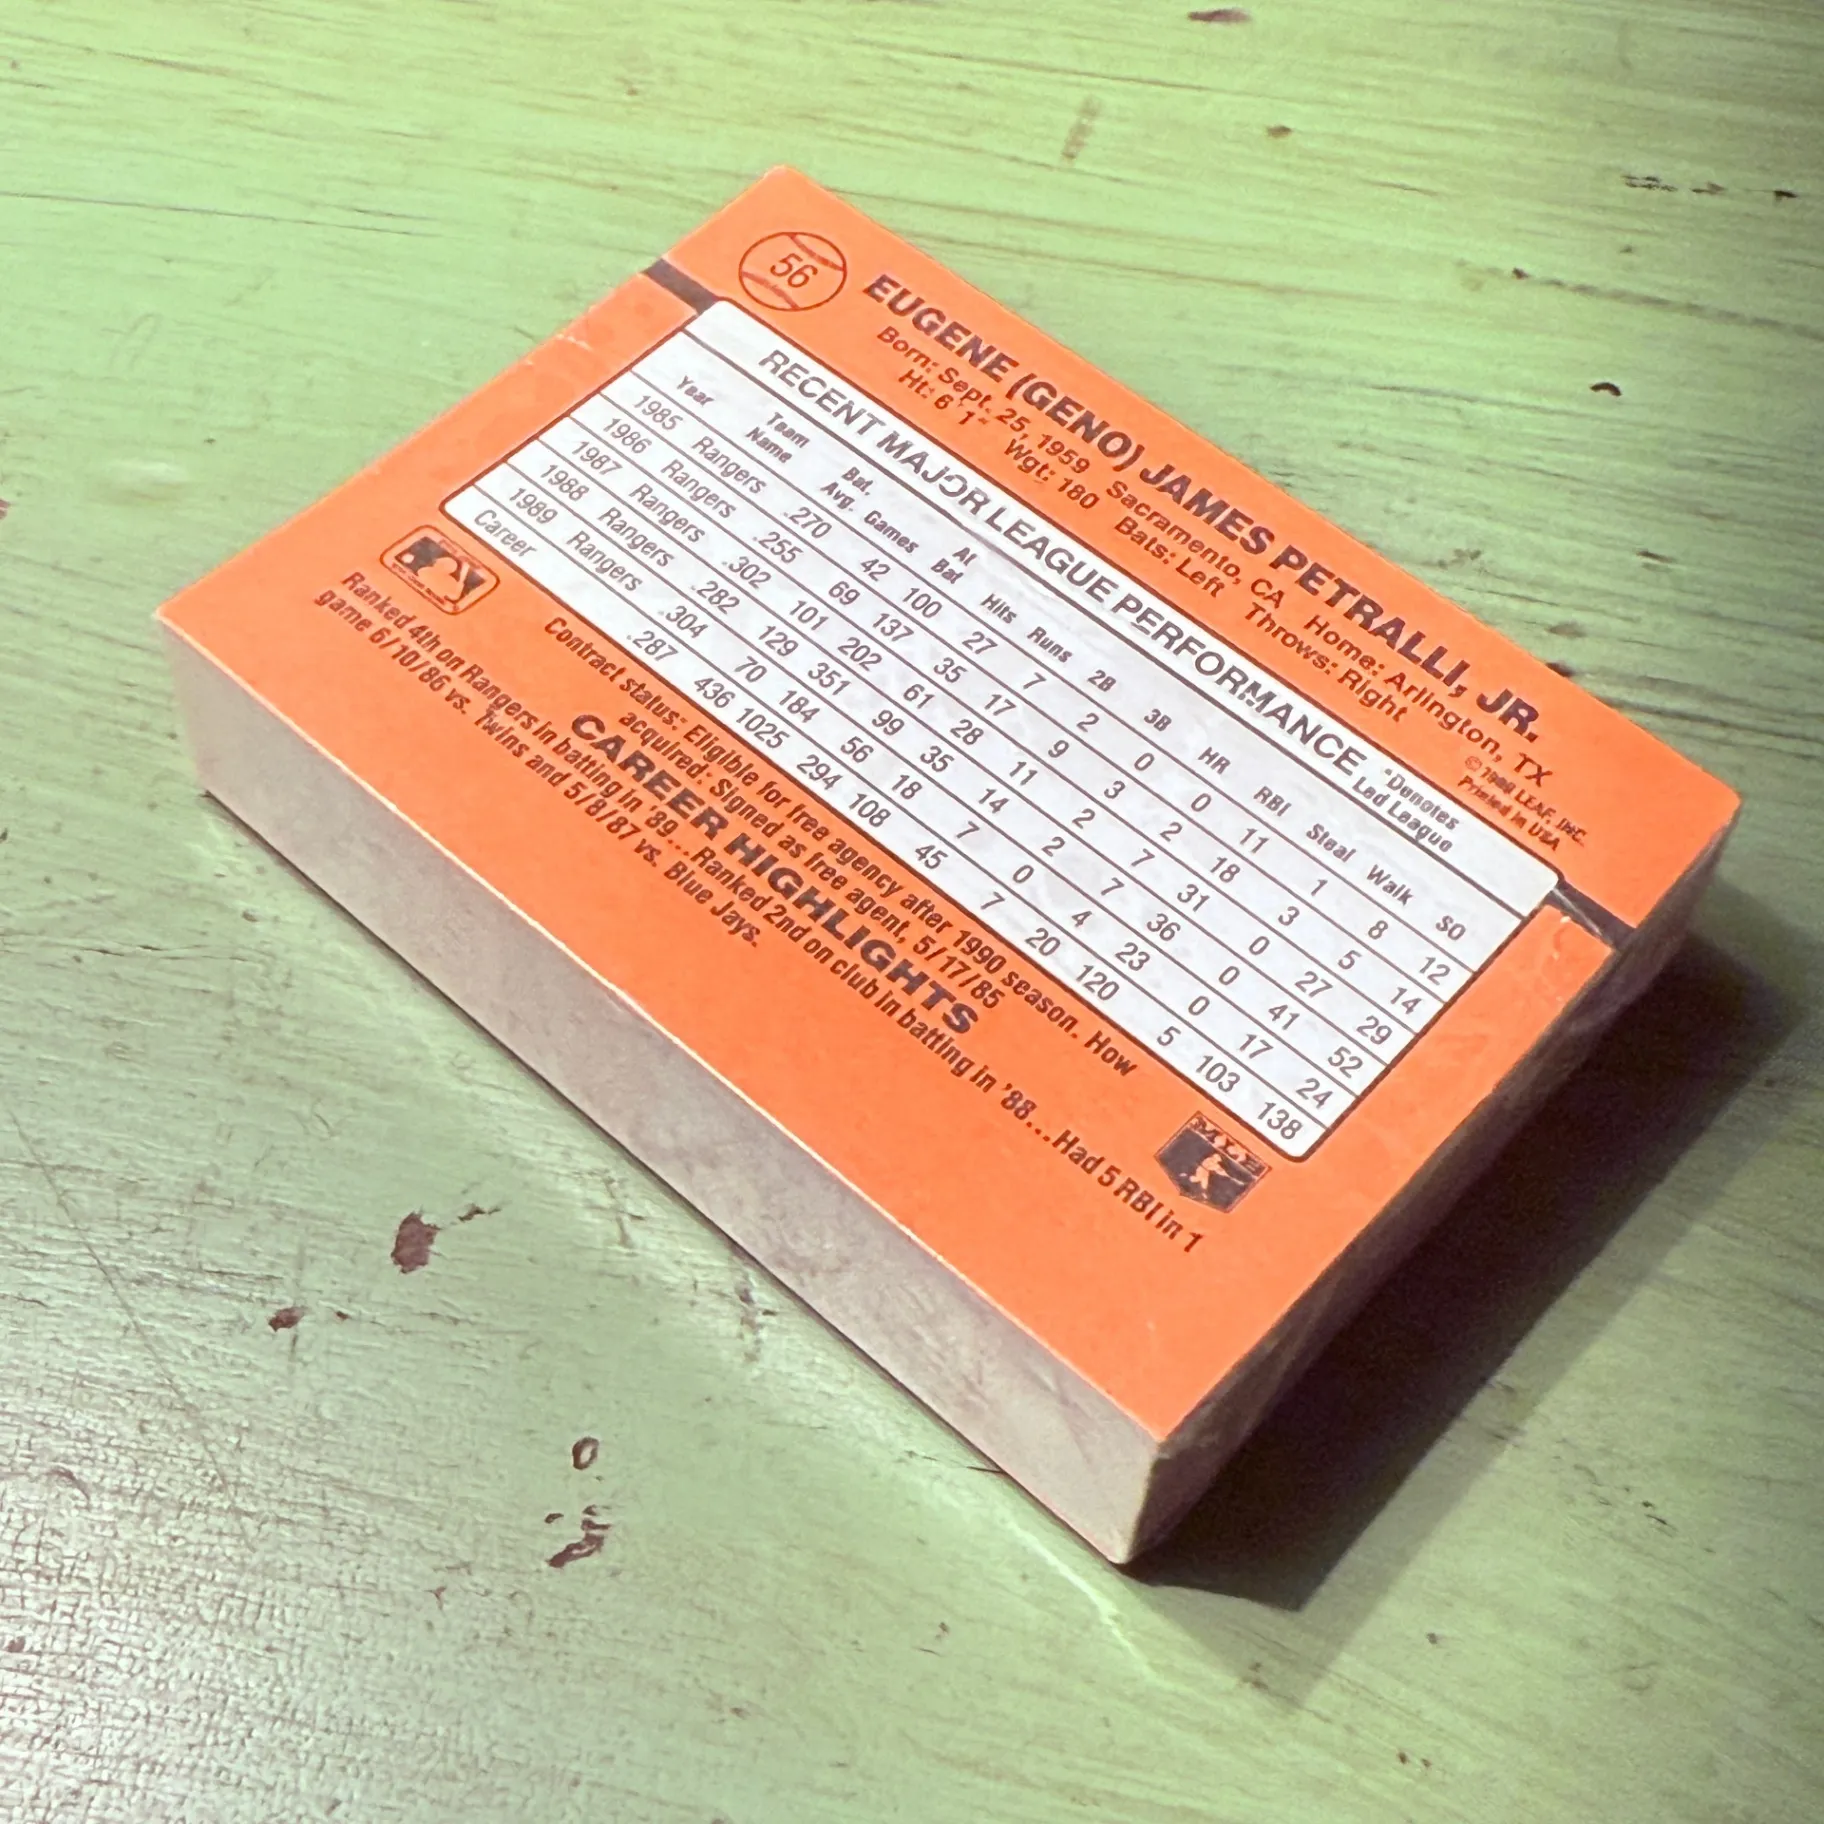 56
EUGENE (GENO) JAMES PETRALLI, JR.
Born: Sept. 25, 1959 Sacramento, CA Home: Arlington, TX
Ht: 6' 1" Wgt: 180 Bats: Left Throws: Right
LEAF, INC.
Printed in USA
RECENT MAJOR LEAGUE PERFORMANCE
*Denotes
Led League
Year Team Name Bat. Avg. Games At Bat Hits Runs 2B 3B HR RBI Steal Walk SO
1985 Rangers .270 42 100 27 7 2 0 0 11 1 8 12
1986 Rangers .255 69 137 35 17 9 3 2 18 3 5 14
1987 Rangers .302 101 202 61 28 11 2 7 31 0 27 29
1988 Rangers .282 129 351 99 35 14 2 7 36 0 41 52
1989 Rangers .304 70 184 56 18 7 0 4 23 0 17 24
Career .287 436 1025 294 108 45 7 20 120 5 103 138
Contract status: Eligible for free agency after 1990 season. How
acquired: Signed as free agent, 5/17/85
MLB
CAREER HIGHLIGHTS
Ranked 4th on Rangers in batting in '89...Ranked 2nd on club in batting in '88...Had 5 RBI in 1
game 6/10/86 vs. Twins and 5/8/87 vs. Blue Jays.